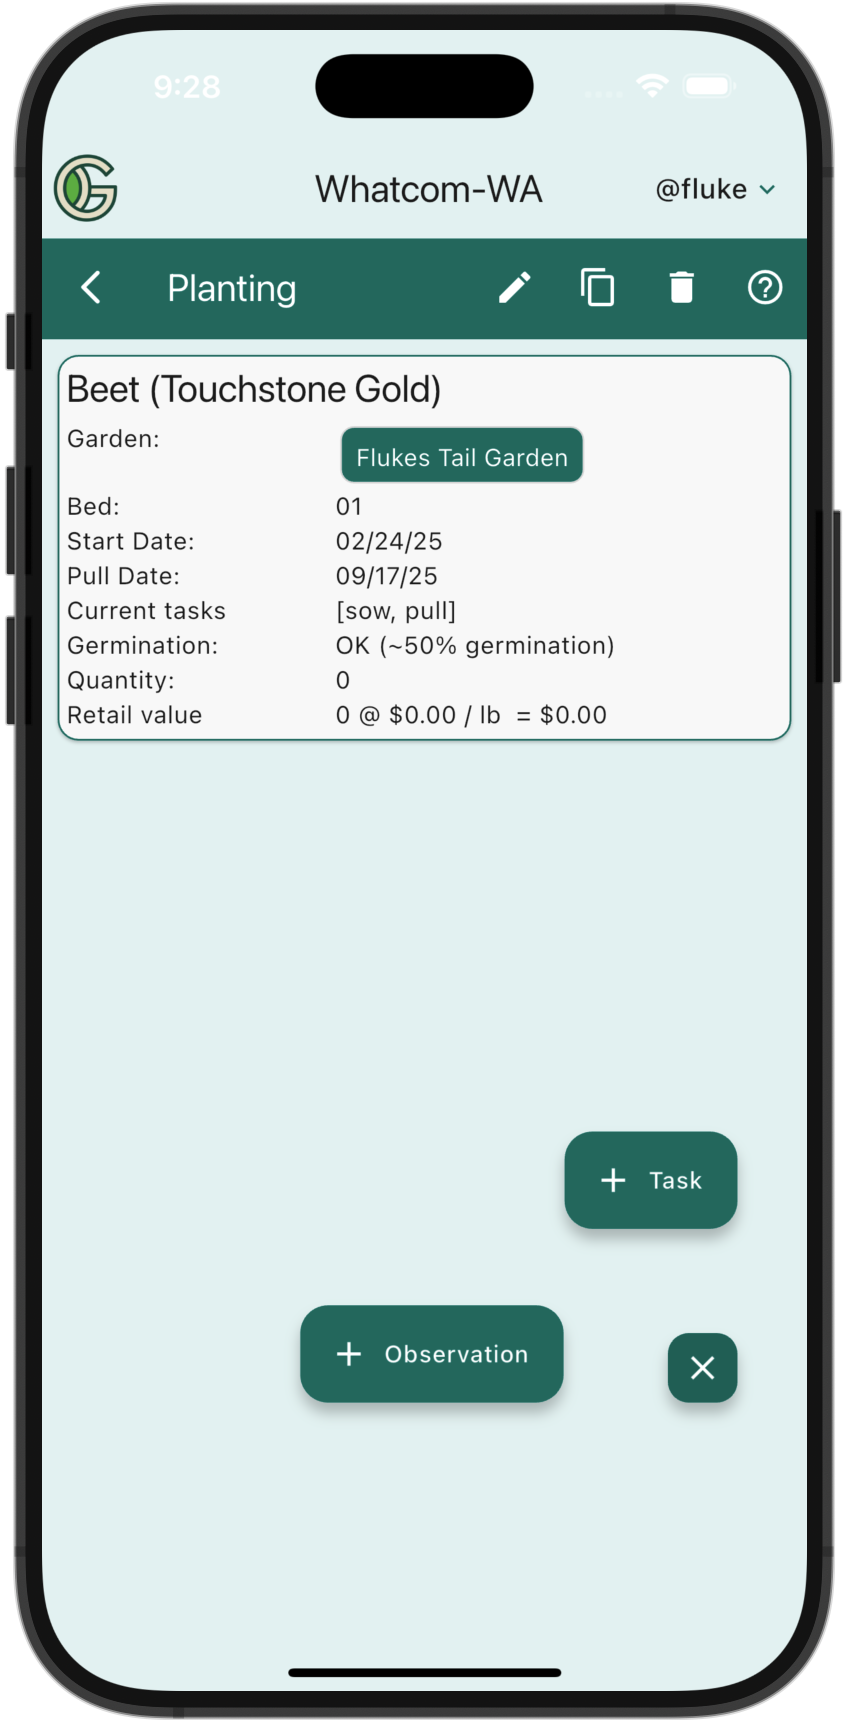 9:28
Whatcom-WA @fluke
Planting
Beet (Touchstone Gold)
Garden: Flukes Tail Garden
Bed: 01
Start Date: 02/24/25
Pull Date: 09/17/25
Current tasks [sow, pull]
Germination: OK (~50% germination)
Quantity: 0
Retail value 0 @ $0.00 / lb = $0.00
+ Task
+ Observation